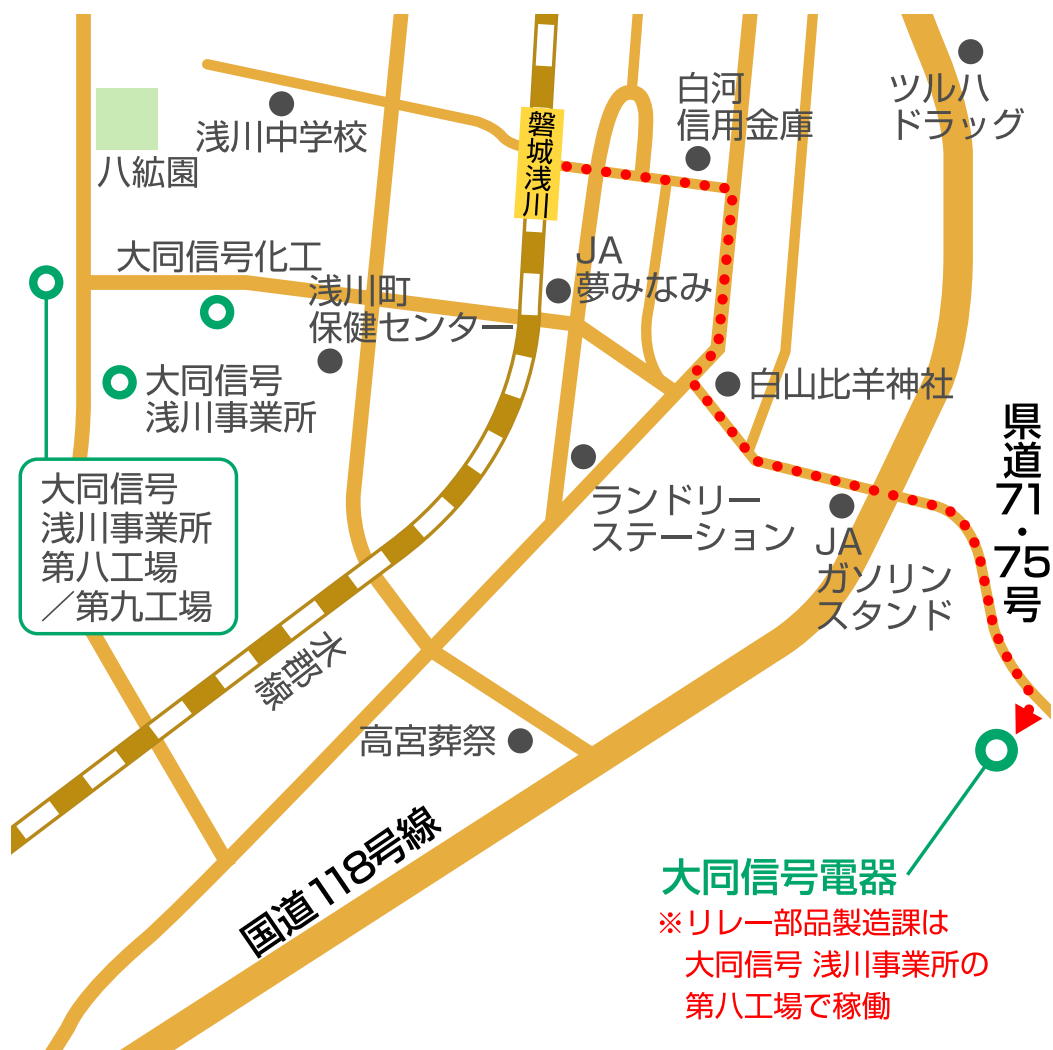 ツルハ
ドラッグ
白河
信用金庫
浅川中学校
磐城浅川
八紘園
大同信号化工
JA
夢みなみ
浅川町
保健センター
大同信号
浅川事業所
白山比羊神社
県道71・75号
大同信号
浅川事業所
第八工場
／第九工場
ランドリー
ステーション
JA
ガソリン
スタンド
水郡線
高宮葬祭
国道118号線
大同信号電器
※リレー部品製造課は
大同信号 浅川事業所の
第八工場で稼働